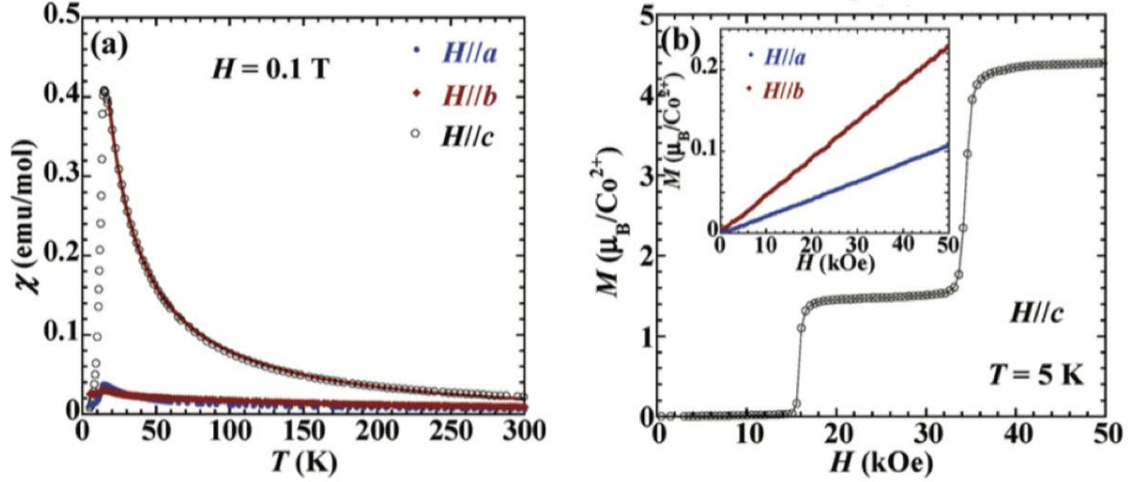 (a)
H = 0.1 T
H//a
H//b
H//c
0.5
0.4
0.3
0.2
0.1
0
χ (emu/mol)
0 50 100 150 200 250 300
T (K)
(b)
H//a
H//b
0.2
0.1
0
M (μB/Co2+)
0 10 20 30 40 50
H (kOe)
5
4
3
2
1
0
M (μB/Co2+)
H//c
T = 5 K
0 10 20 30 40 50
H (kOe)